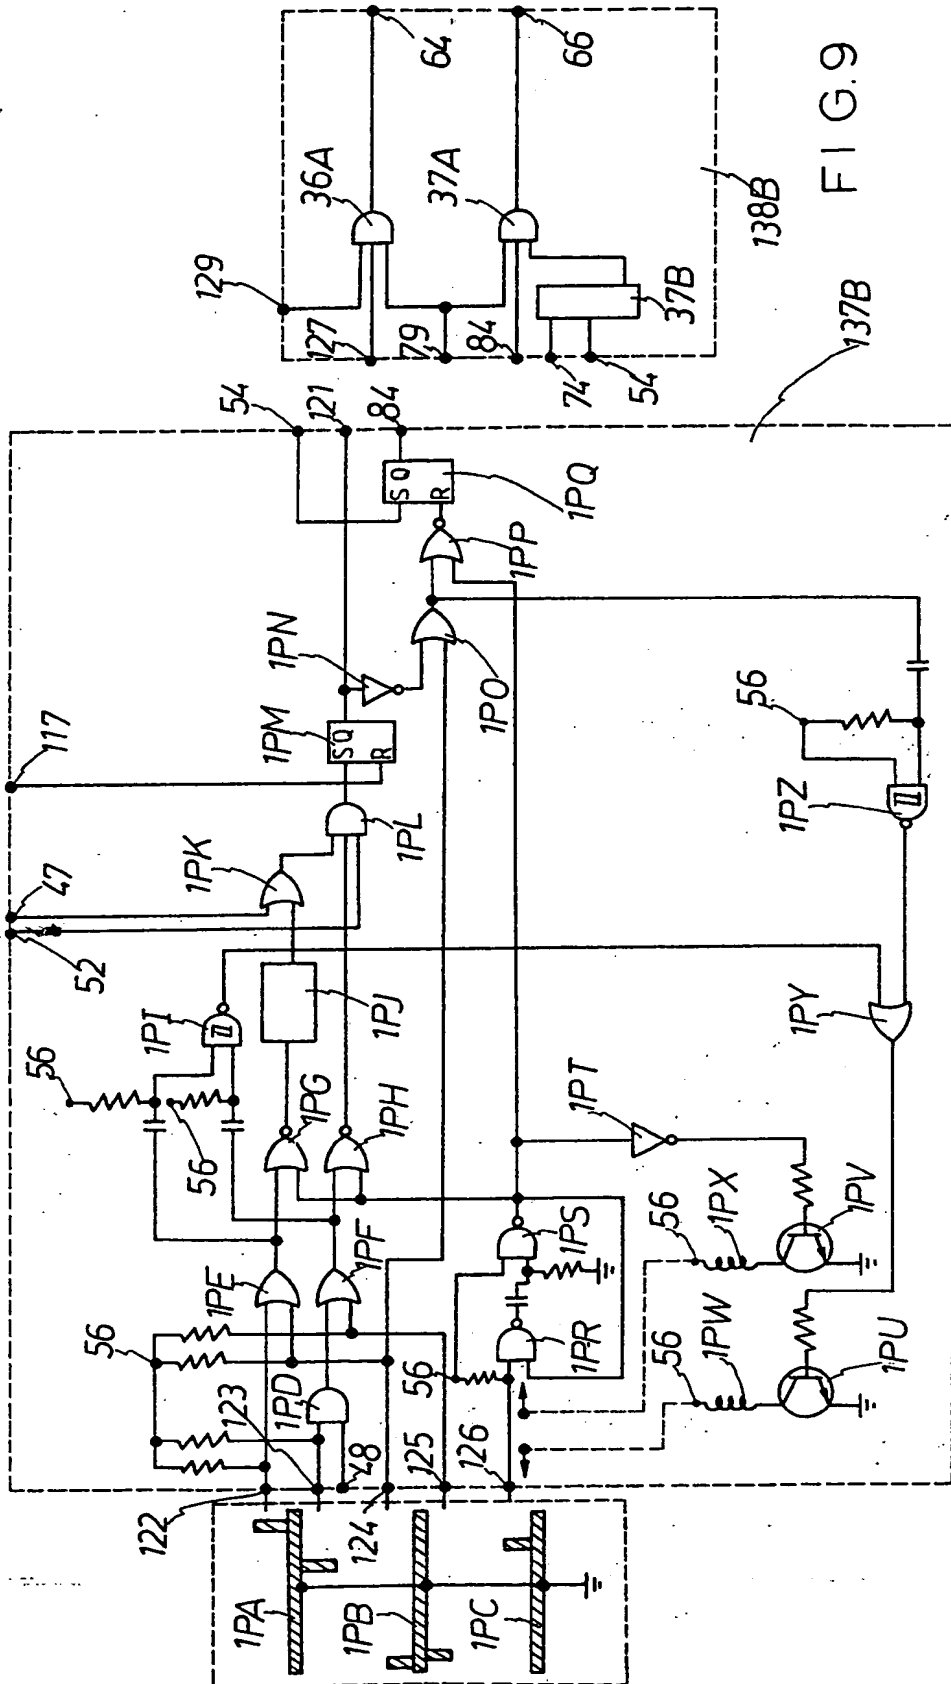 64
66
36A
37A
129
127
79
84
74
54
37B
138B
FIG.9
137B
54
121
84
S Q
R
1PQ
1PP
1PN
1PO
1PM
S Q
R
117
1PL
1PK
47
52
56
1PZ
1PI
1PJ
56
56
1PG
1PH
1PY
1PT
1PE
1PF
1PS
56
1PX
1PV
56
1PD
123
56
1PR
56
1PW
1PU
122
48
124
125
126
1PA
1PB
1PC